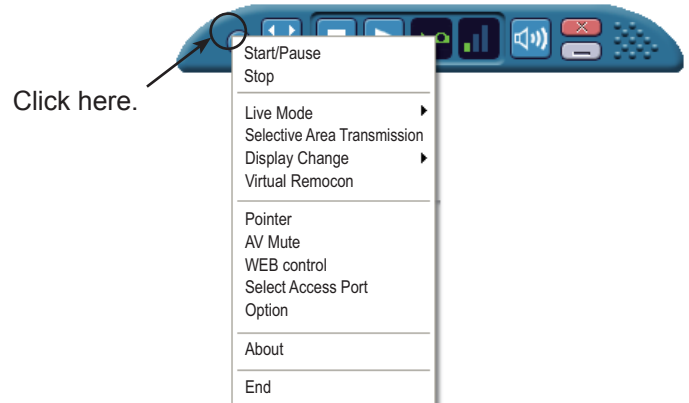 Click here.
Start/Pause
Stop
Live Mode
Selective Area Transmission
Display Change
Virtual Remocon
Pointer
AV Mute
WEB control
Select Access Port
Option
About
End